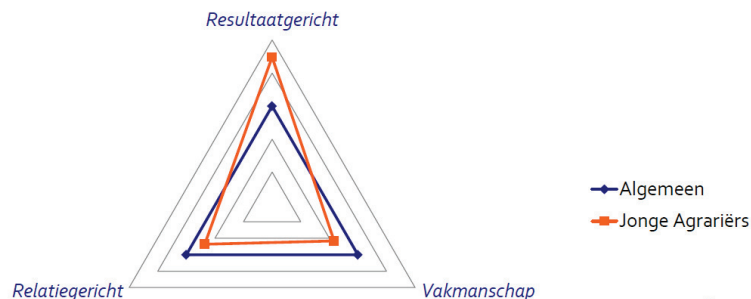 Resultaatgericht
Algemeen
Jonge Agrariërs
Relatiegericht
Vakmanschap